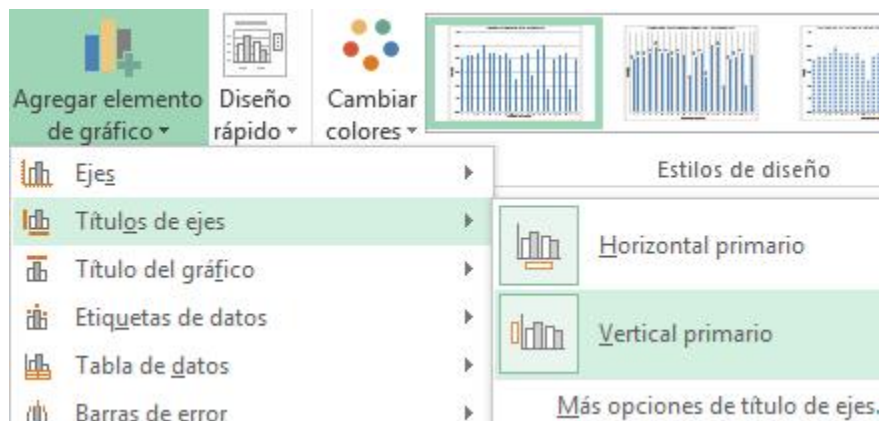 Agregar elemento
de gráfico
Diseño
rápido
Cambiar
colores
Estilos de diseño
Ejes
Títulos de ejes
Título del gráfico
Etiquetas de datos
Tabla de datos
Barras de error
Horizontal primario
Vertical primario
Más opciones de título de ejes.